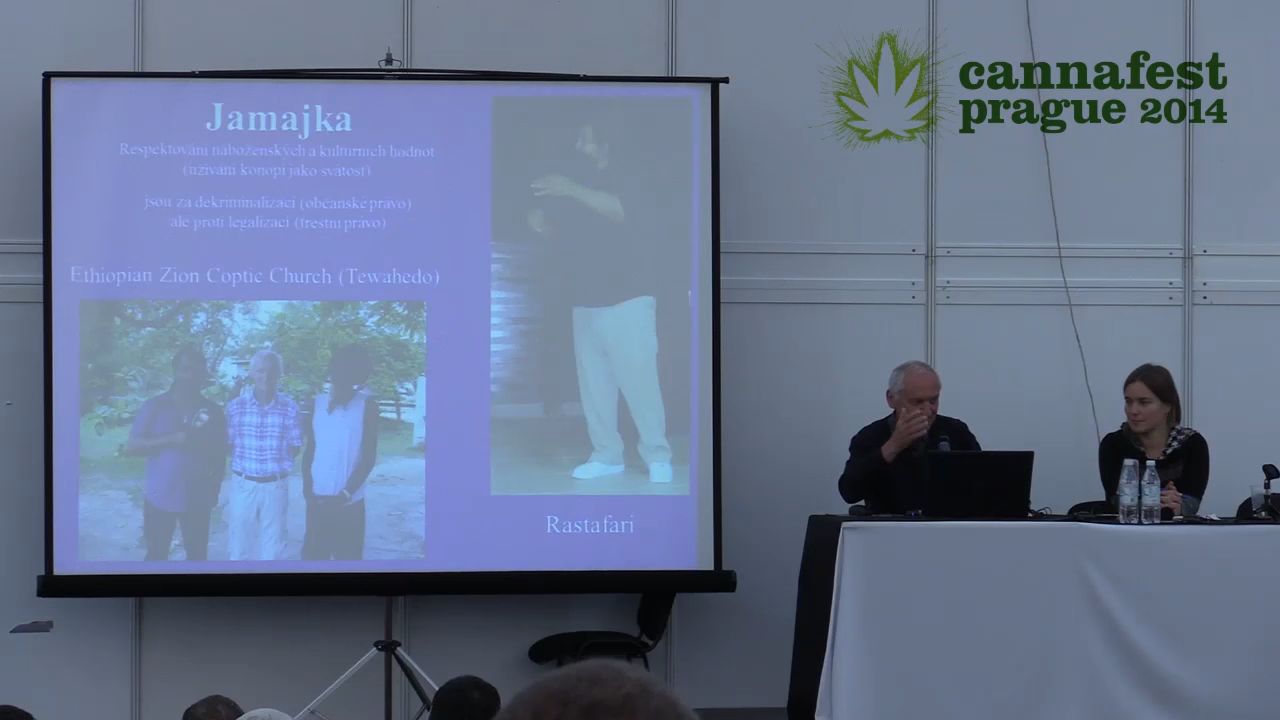 Jamajka
Respektování náboženských a kulturních hodnot
(užívání konopí jako svátost)
jsou za dekriminalizaci (občanské právo)
ale proti legalizaci (trestní právo)
Ethiopian Zion Coptic Church (Tewahedo)
Rastafari
cannafest
prague 2014